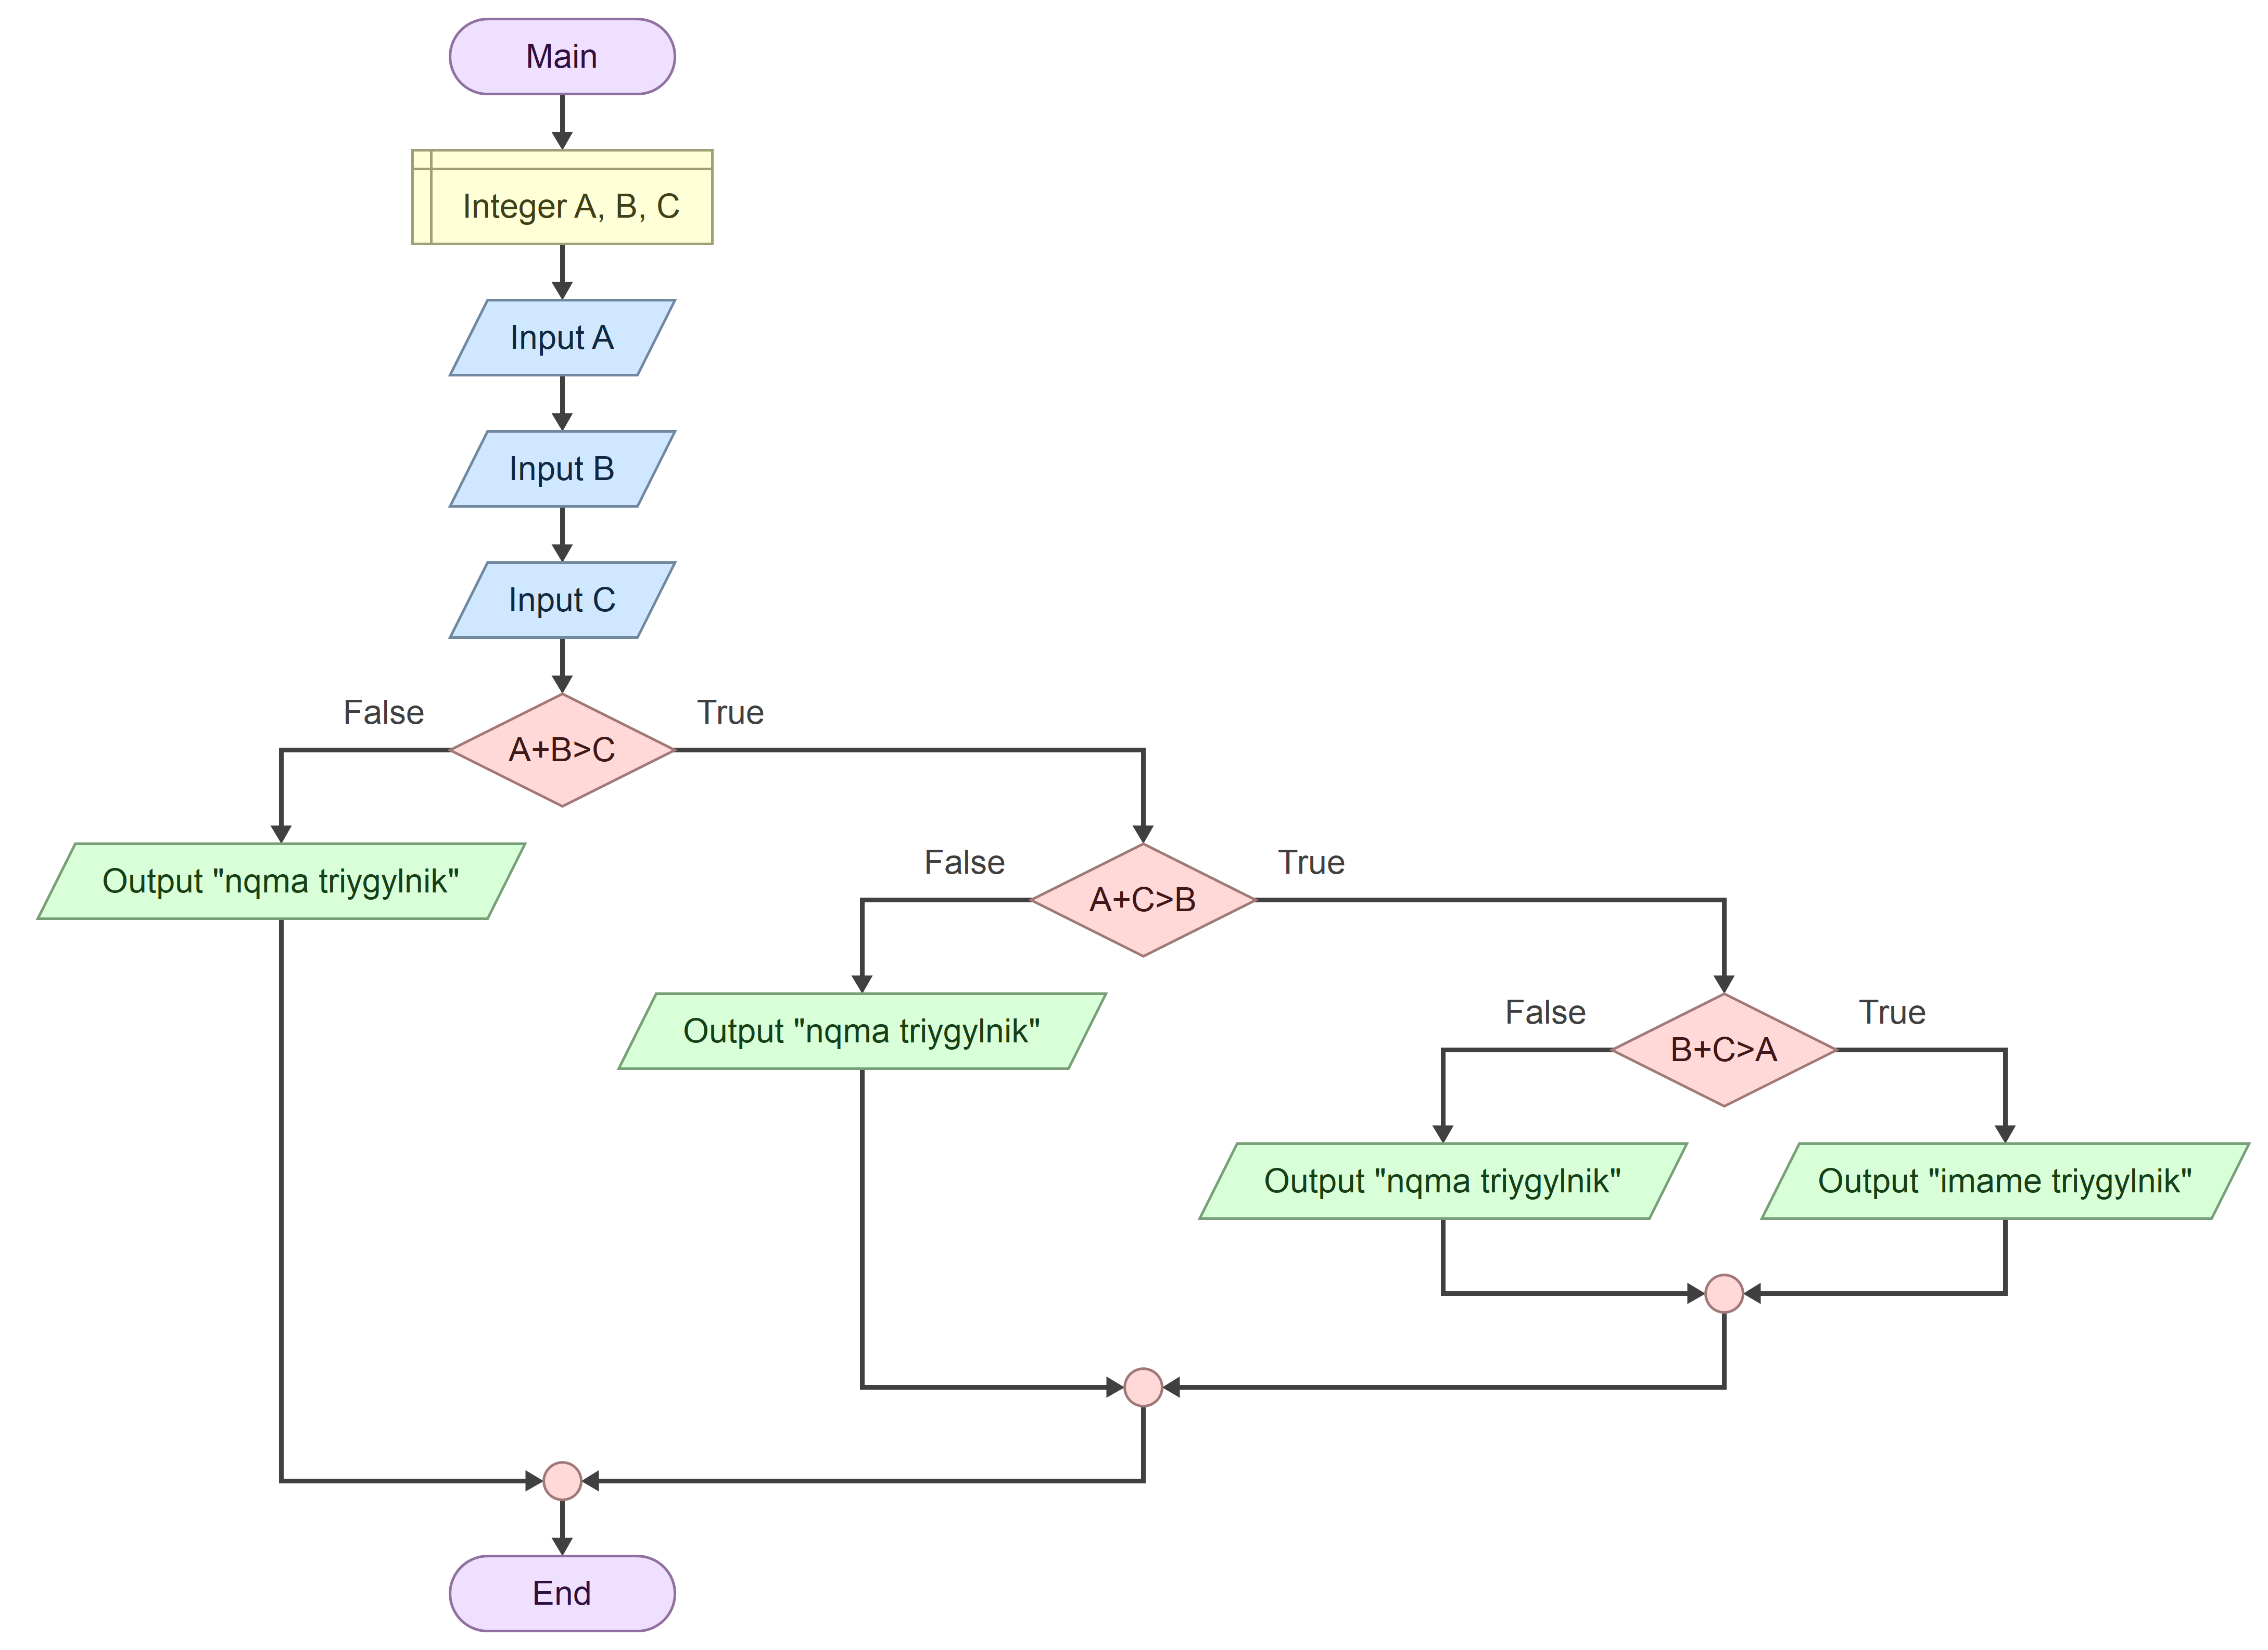 Main
Integer A, B, C
Input A
Input B
Input C
False
True
A+B>C
Output "nqma triygylnik"
False
True
A+C>B
Output "nqma triygylnik"
False
True
B+C>A
Output "nqma triygylnik"
Output "imame triygylnik"
End